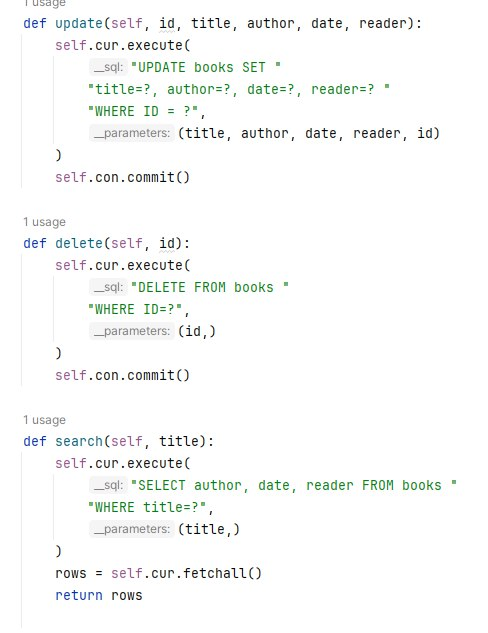 1 usage
def update(self, id, title, author, date, reader):
self.cur.execute(
__sql: "UPDATE books SET "
"title=?, author=?, date=?, reader=? "
"WHERE ID = ?",
__parameters: (title, author, date, reader, id)
)
self.con.commit()
1 usage
def delete(self, id):
self.cur.execute(
__sql: "DELETE FROM books "
"WHERE ID=?",
__parameters: (id,)
)
self.con.commit()
1 usage
def search(self, title):
self.cur.execute(
__sql: "SELECT author, date, reader FROM books "
"WHERE title=?",
__parameters: (title,)
)
rows = self.cur.fetchall()
return rows